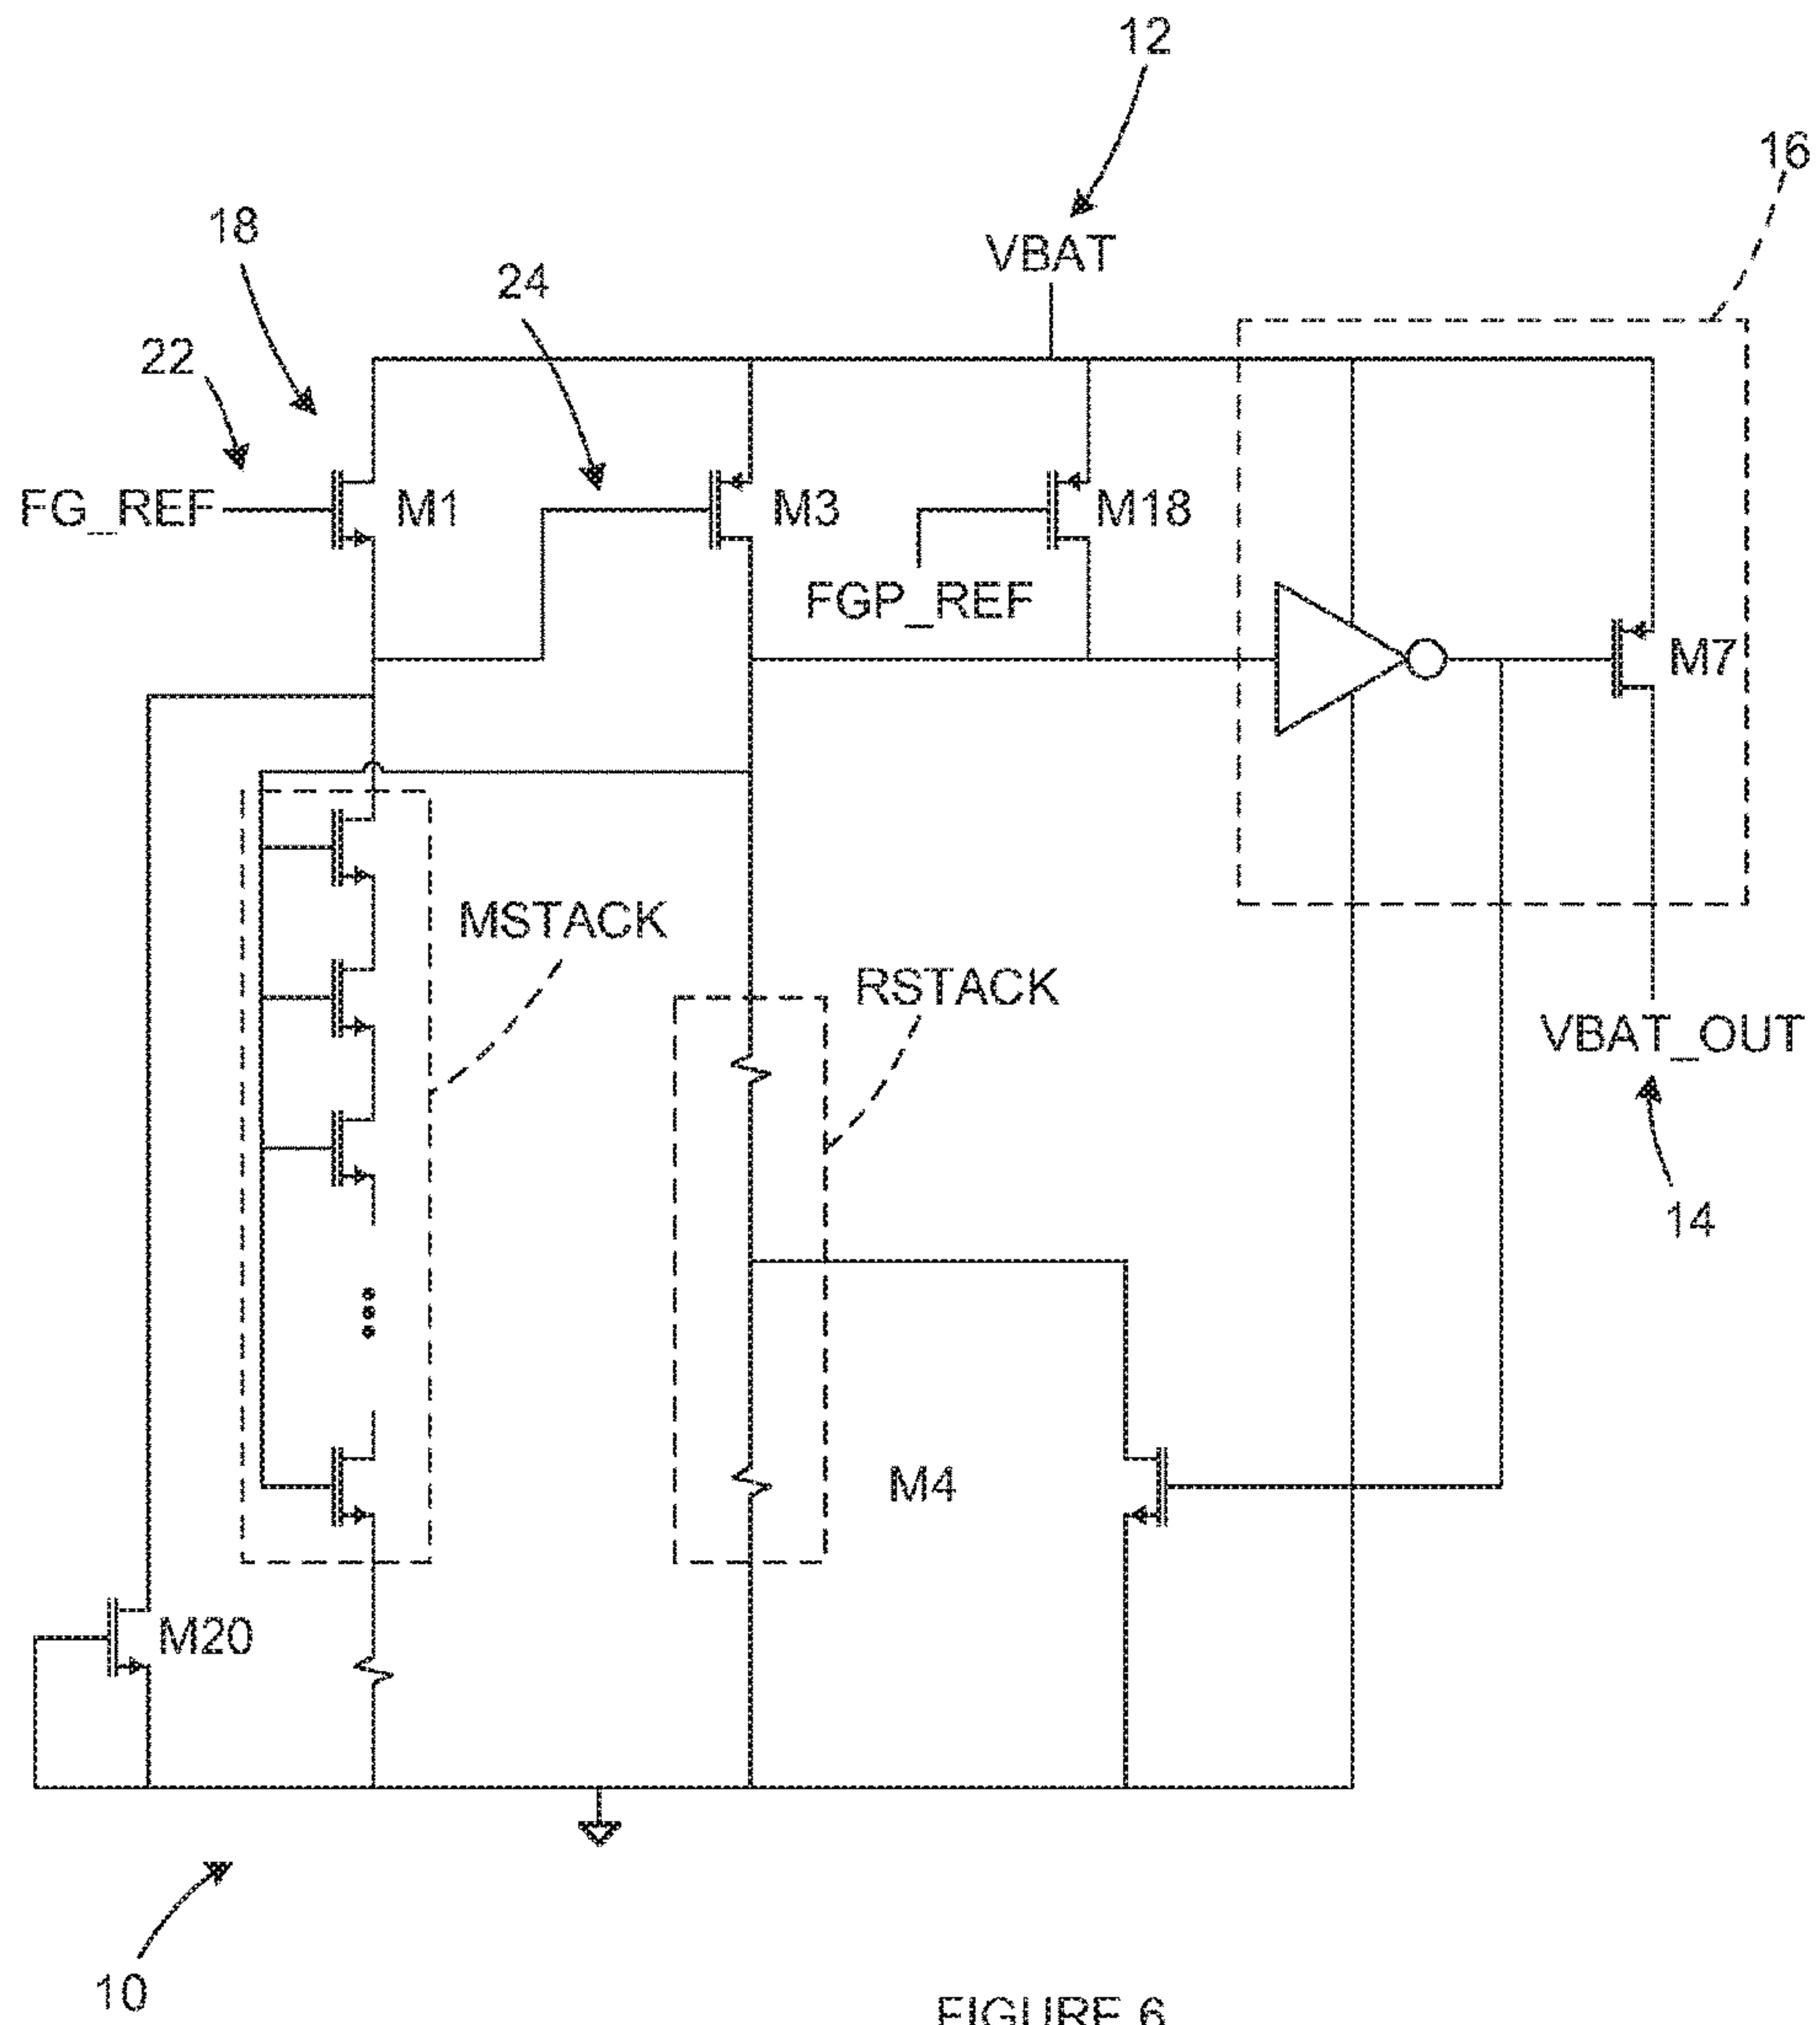 12
16
18
VBAT
24
22
FG_REF
M1
M3
M18
FGP_REF
M7
MSTACK
RSTACK
VBAT_OUT
14
M4
M20
10
FIGURE 6